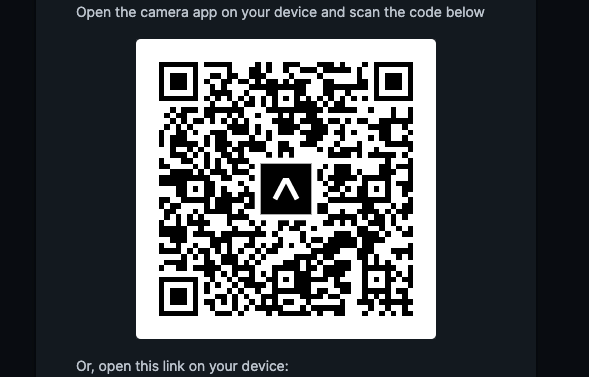 Open the camera app on your device and scan the code below
Or, open this link on your device: